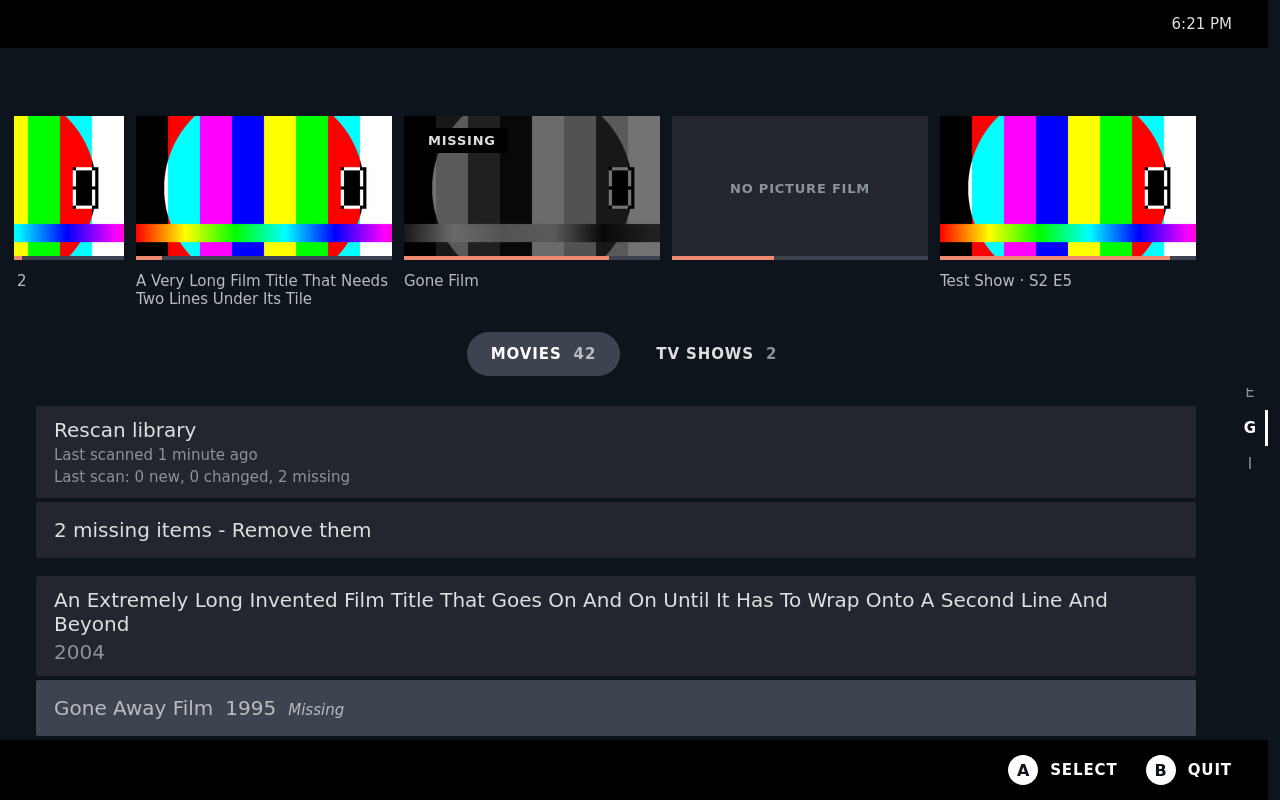 6:21 PM
MISSING
NO PICTURE FILM
2
A Very Long Film Title That Needs
Two Lines Under Its Tile
Gone Film
Test Show · S2 E5
MOVIES 42
TV SHOWS 2
E
G
I
Rescan library
Last scanned 1 minute ago
Last scan: 0 new, 0 changed, 2 missing
2 missing items - Remove them
An Extremely Long Invented Film Title That Goes On And On Until It Has To Wrap Onto A Second Line And
Beyond
2004
Gone Away Film 1995 Missing
A SELECT
B QUIT